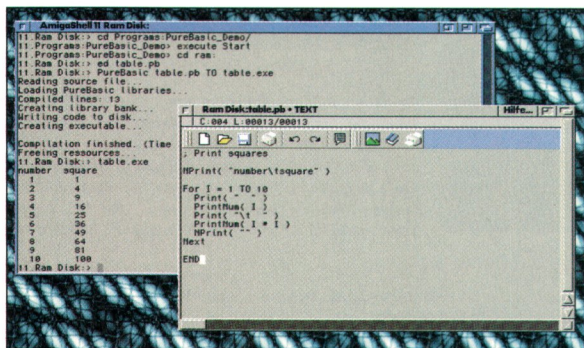 AmigaShell 11 Ram Disk:
11.Ram Disk:> cd Programs:PureBasic_Demo/
11.Programs:PureBasic_Demo> execute Start
11.Programs:PureBasic_Demo> cd ram:
11.Ram Disk:> ed table.pb
11.Ram Disk:> PureBasic table.pb TO table.exe
Reading source file...
Loading PureBasic libraries...
Compiled lines: 13
Creating library bank...
Writing code to disk...
Creating executable...
Compilation finished. (Time
Freeing ressources...
11.Ram Disk:> table.exe
number square
1 1
2 4
3 9
4 16
5 25
6 36
7 49
8 64
9 81
10 100
11.Ram Disk:>
Ram Disk:table.pb • TEXT Hilfe...
C:004 L:00013/00013
; Print squares
NPrint( "number\tsquare" )
For I = 1 TO 10
Print( " " )
PrintNum( I )
Print( "\t " )
PrintNum( I * I )
NPrint( "" )
Next
END